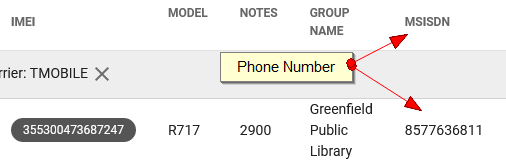 IMEI MODEL NOTES GROUP NAME MSISDN
rrier: TMOBILE
Phone Number
355300473687247 R717 2900 Greenfield Public Library 8577636811